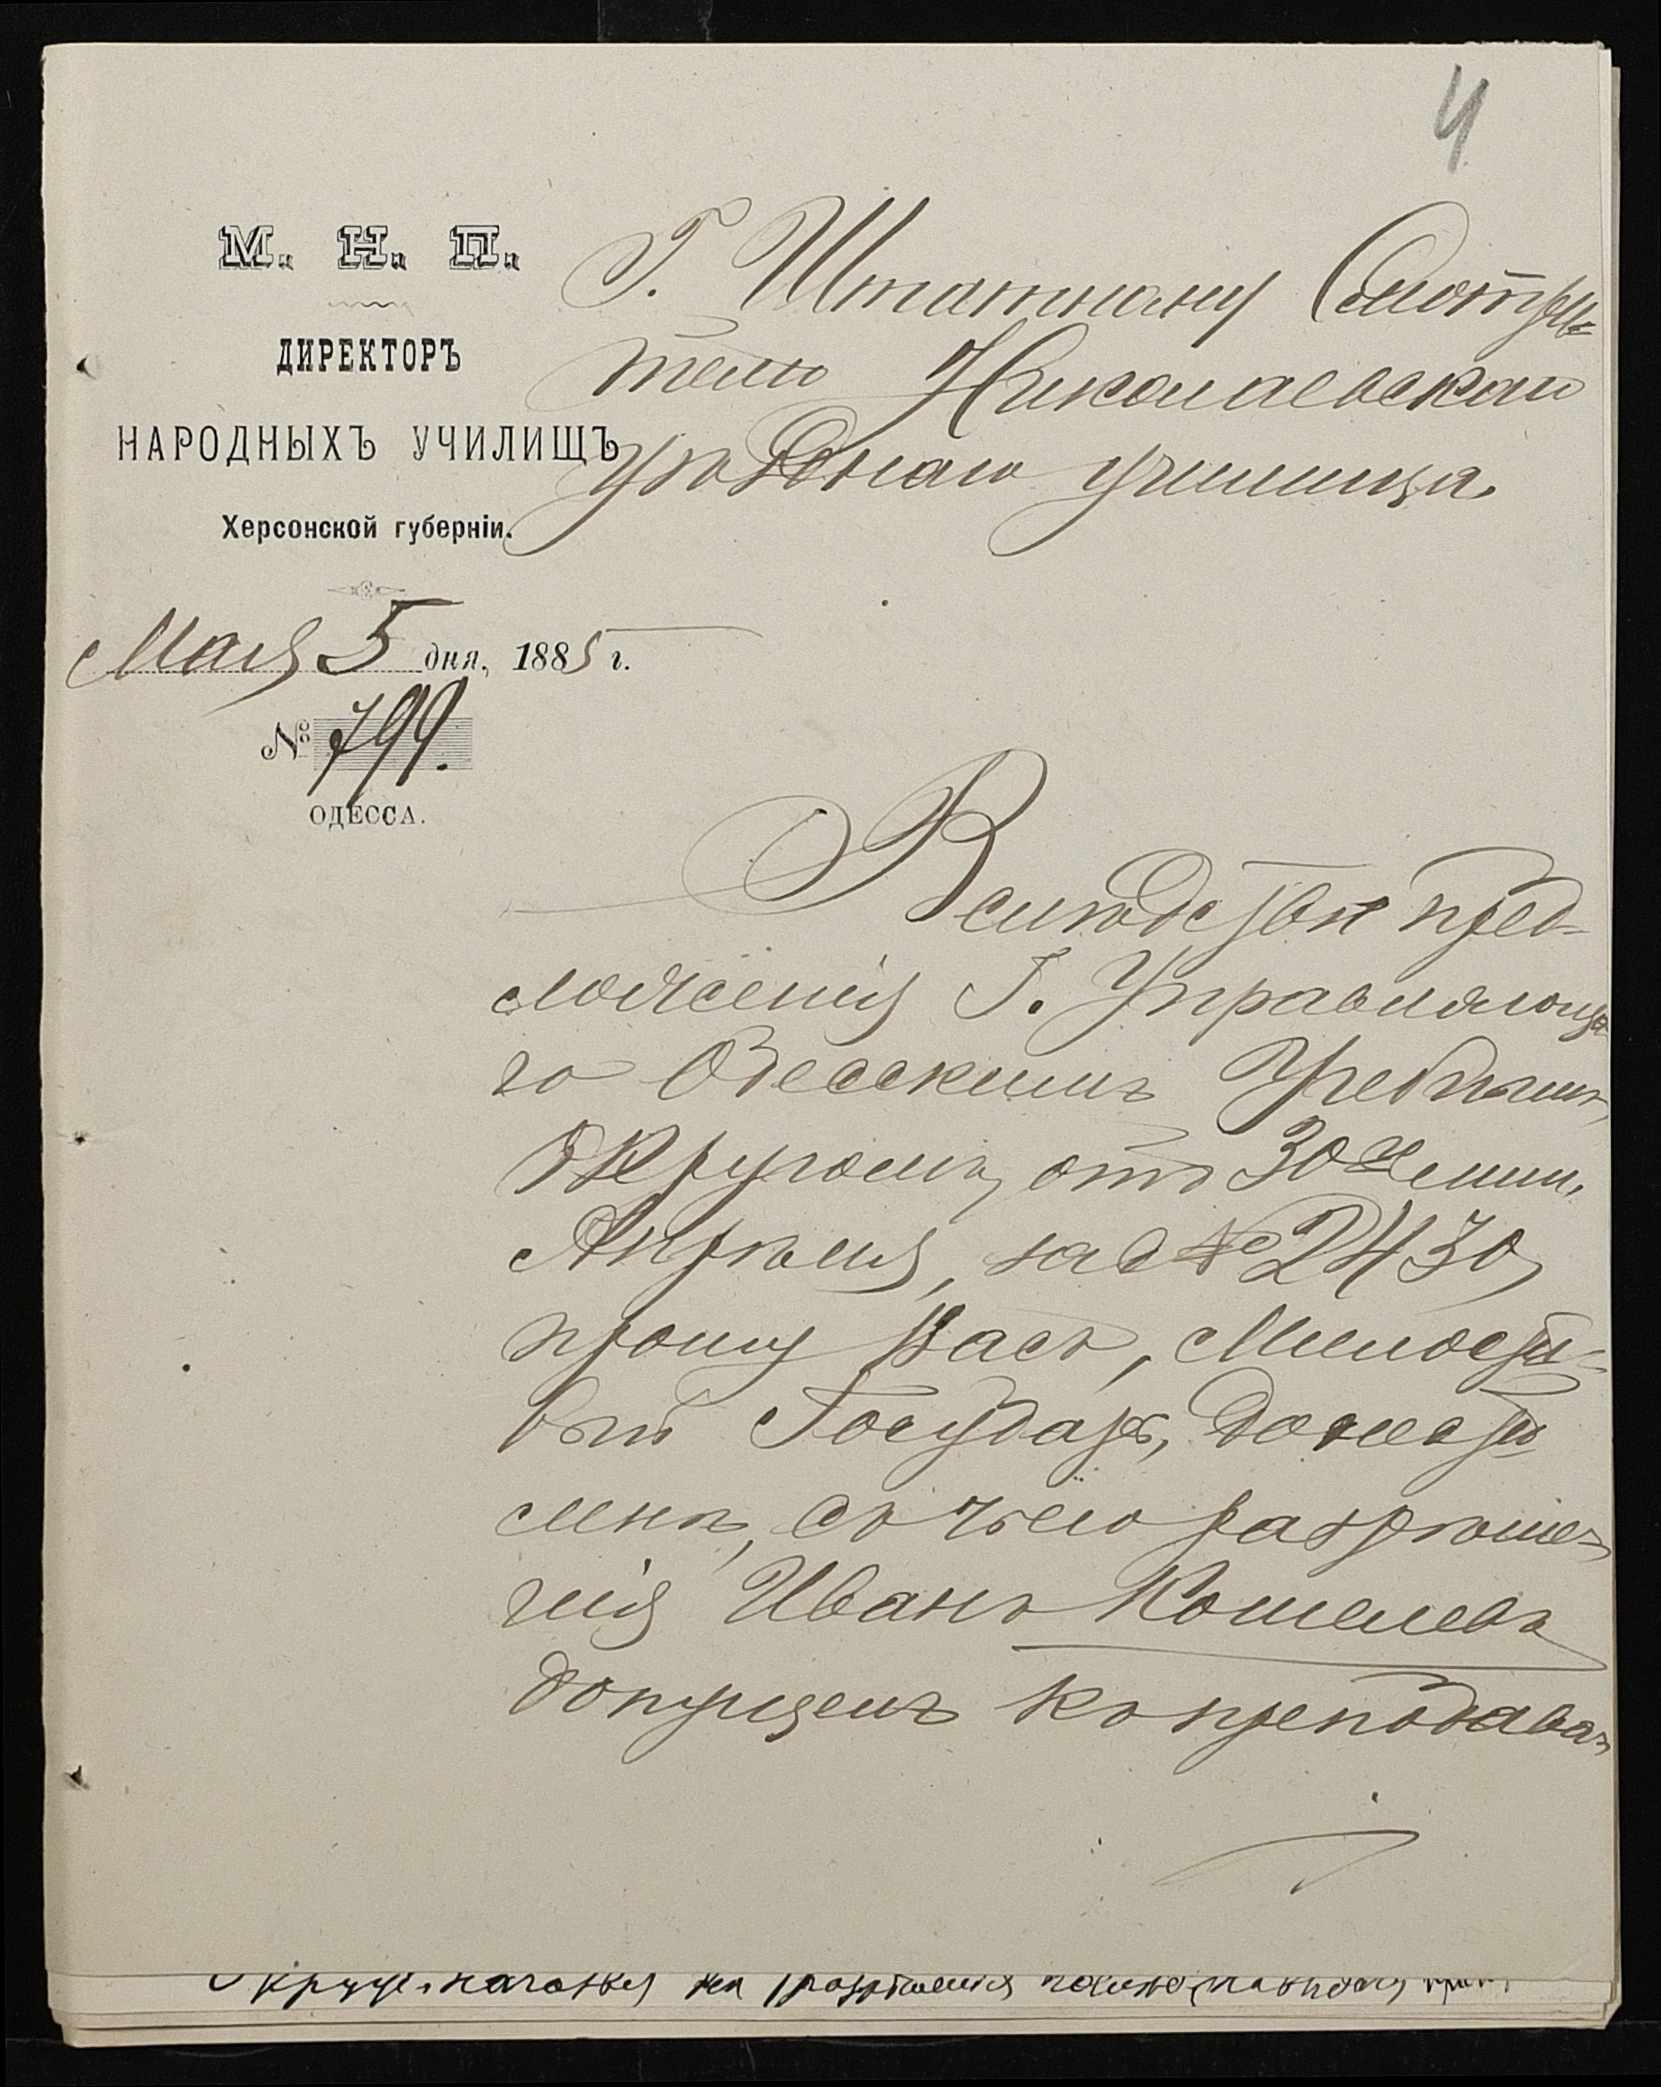 4
М. Н. П.
ДИРЕКТОРЪ
НАРОДНЫХЪ УЧИЛИЩЪ
Херсонской губерніи.
Мая 5 дня, 1885 г.
№ 799.
ОДЕССА.
Г. Штатному Смотри-
телю Николаевскаго
уѣзднаго училища.
Вслѣдствіе пред-
ложенія Г. Управляюща-
го Одесскимъ Учебнымъ
Округомъ, отъ 30го мин.
Апрѣля, за № 2430,
прошу Васъ, Милости-
вый Государь, донести
мнѣ, съ чьего разрѣше-
нія Иванъ Кошелевъ
допущенъ къ преподава-